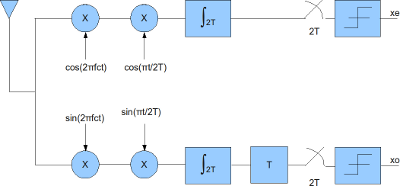 X X ∫2T xe
2T
cos(2πfct) cos(πt/2T)
sin(2πfct) sin(πt/2T)
X X ∫2T T xo
2T